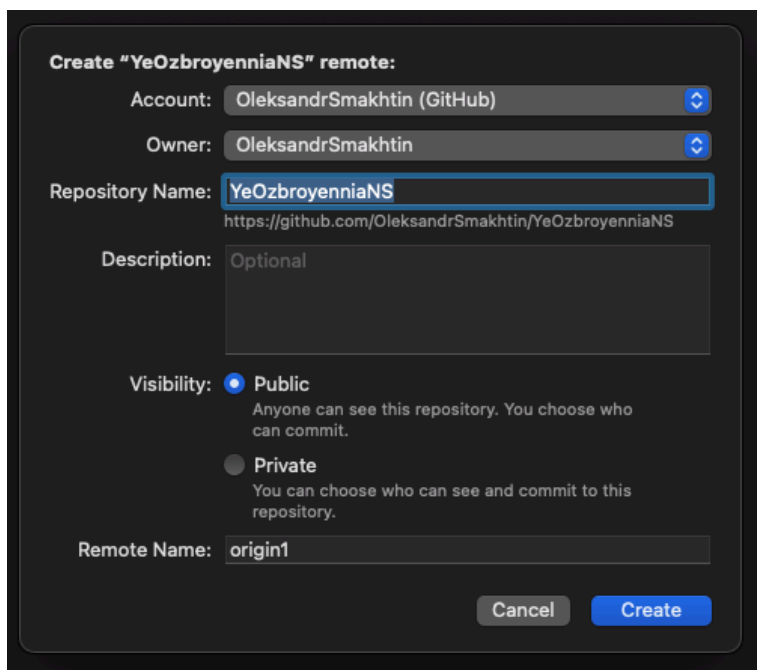 Create “YeOzbroyenniaNS” remote:
Account: OleksandrSmakhtin (GitHub)
Owner: OleksandrSmakhtin
Repository Name: YeOzbroyenniaNS
https://github.com/OleksandrSmakhtin/YeOzbroyenniaNS
Description: Optional
Visibility: Public
Anyone can see this repository. You choose who
can commit.
Private
You can choose who can see and commit to this
repository.
Remote Name: origin1
Cancel Create